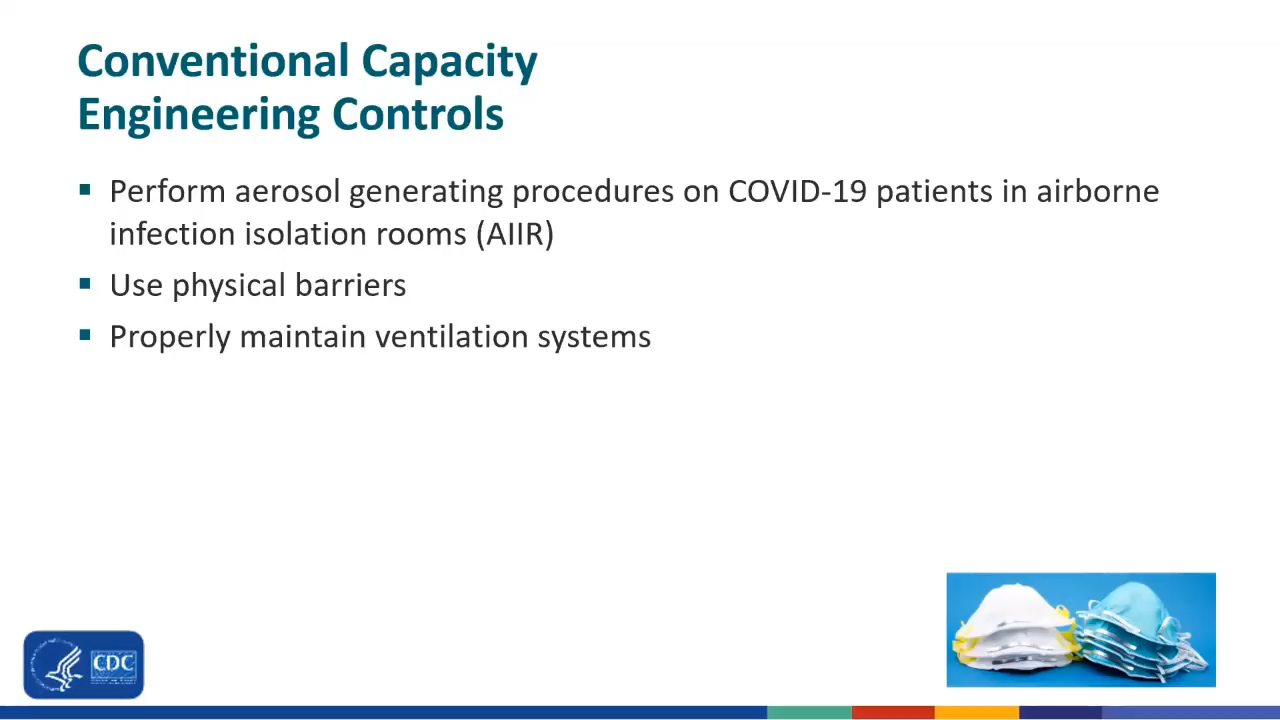 Conventional Capacity
Engineering Controls
▪ Perform aerosol generating procedures on COVID-19 patients in airborne
infection isolation rooms (AIIR)
▪ Use physical barriers
▪ Properly maintain ventilation systems
CDC